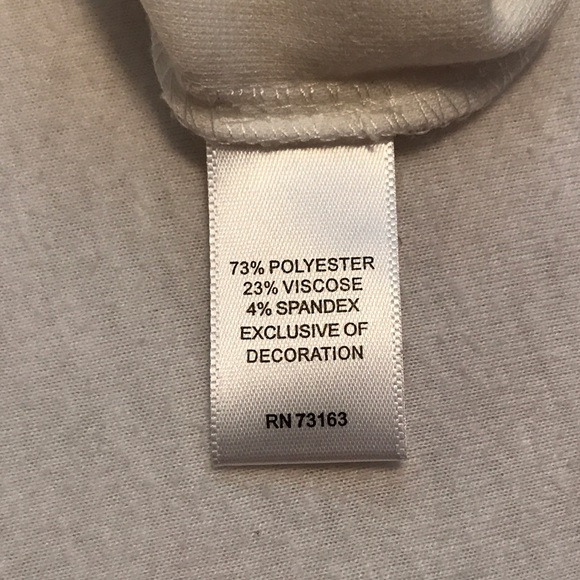 73% POLYESTER
23% VISCOSE
4% SPANDEX
EXCLUSIVE OF
DECORATION
RN 73163